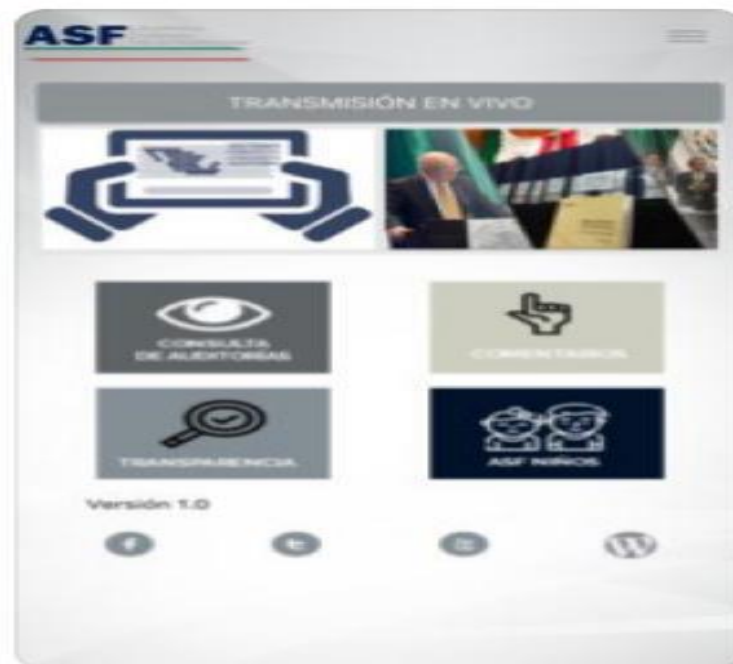 ASF
TRANSMISIÓN EN VIVO
CONSULTA
DE AUDITORÍAS
COMENTARIOS
TRANSPARENCIA
ASF NIÑOS
Versión 1.0